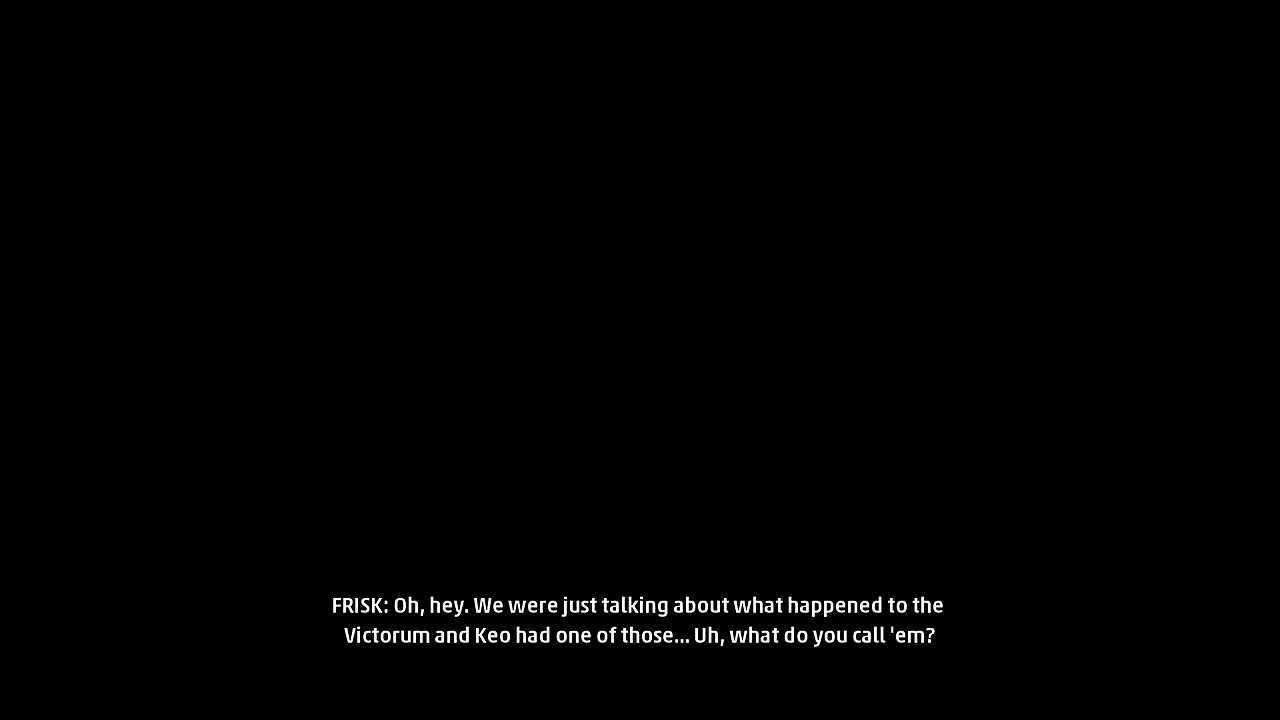 FRISK: Oh, hey. We were just talking about what happened to the
Victorum and Keo had one of those... Uh, what do you call 'em?